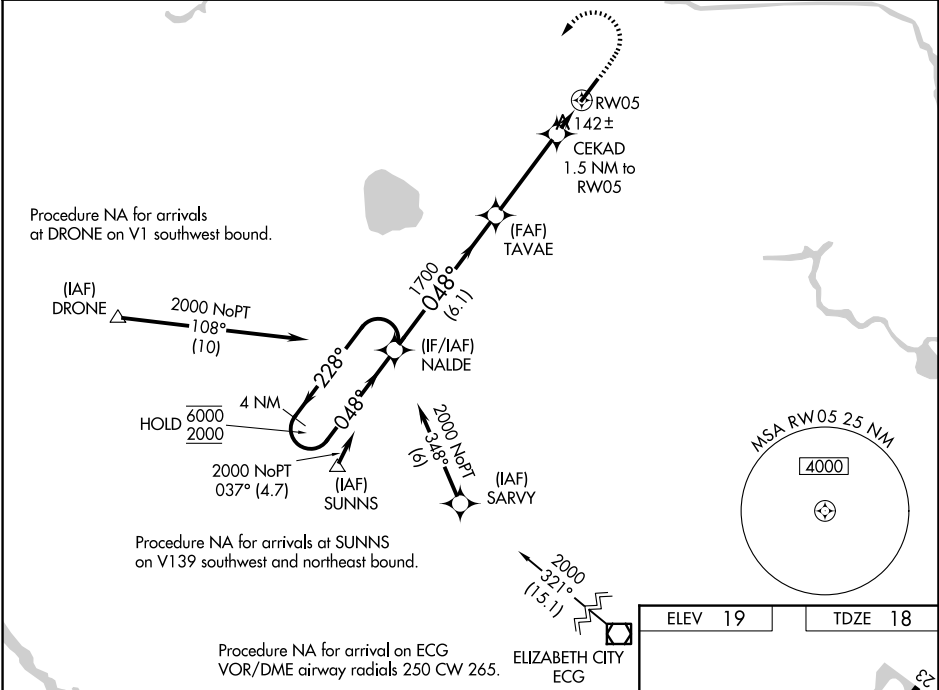 RW05
142±
CEKAD
1.5 NM to
RW05
Procedure NA for arrivals
at DRONE on V1 southwest bound.
(FAF)
TAVAE
1700
048°
(6.1)
(IAF)
DRONE
2000 NoPT
108°
(10)
(IF/IAF)
NALDE
228°
048°
4 NM
HOLD 6000
2000
2000 NoPT
037° (4.7)
(IAF)
SUNNS
2000 NoPT
348°
(6)
(IAF)
SARVY
MSA RW05 25 NM
4000
Procedure NA for arrivals at SUNNS
on V139 southwest and northeast bound.
2000
321°
(15.1)
ELIZABETH CITY
ECG
Procedure NA for arrival on ECG
VOR/DME airway radials 250 CW 265.
ELEV 19
TDZE 18
23